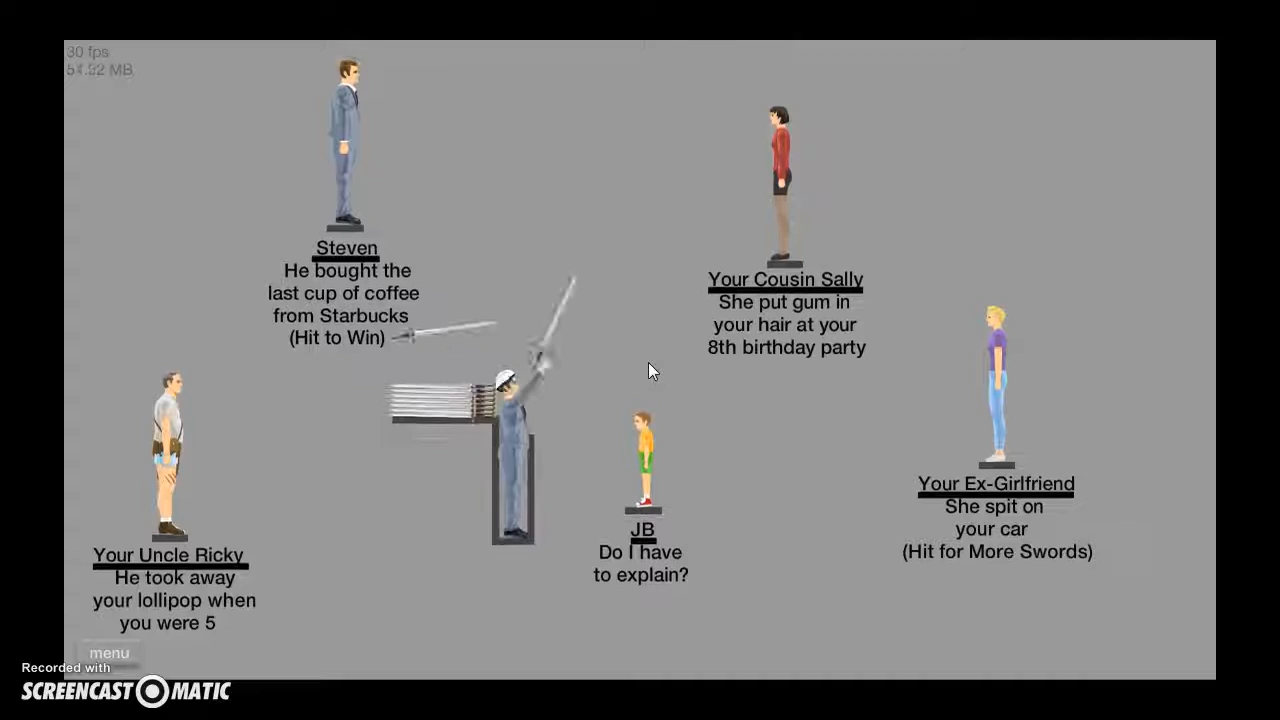 30 fps
51.92 MB
Steven
He bought the
last cup of coffee
from Starbucks
(Hit to Win)
Your Cousin Sally
She put gum in
your hair at your
8th birthday party
Your Ex-Girlfriend
She spit on
your car
(Hit for More Swords)
JB
Do I have
to explain?
Your Uncle Ricky
He took away
your lollipop when
you were 5
menu
Recorded with
SCREENCAST-O-MATIC